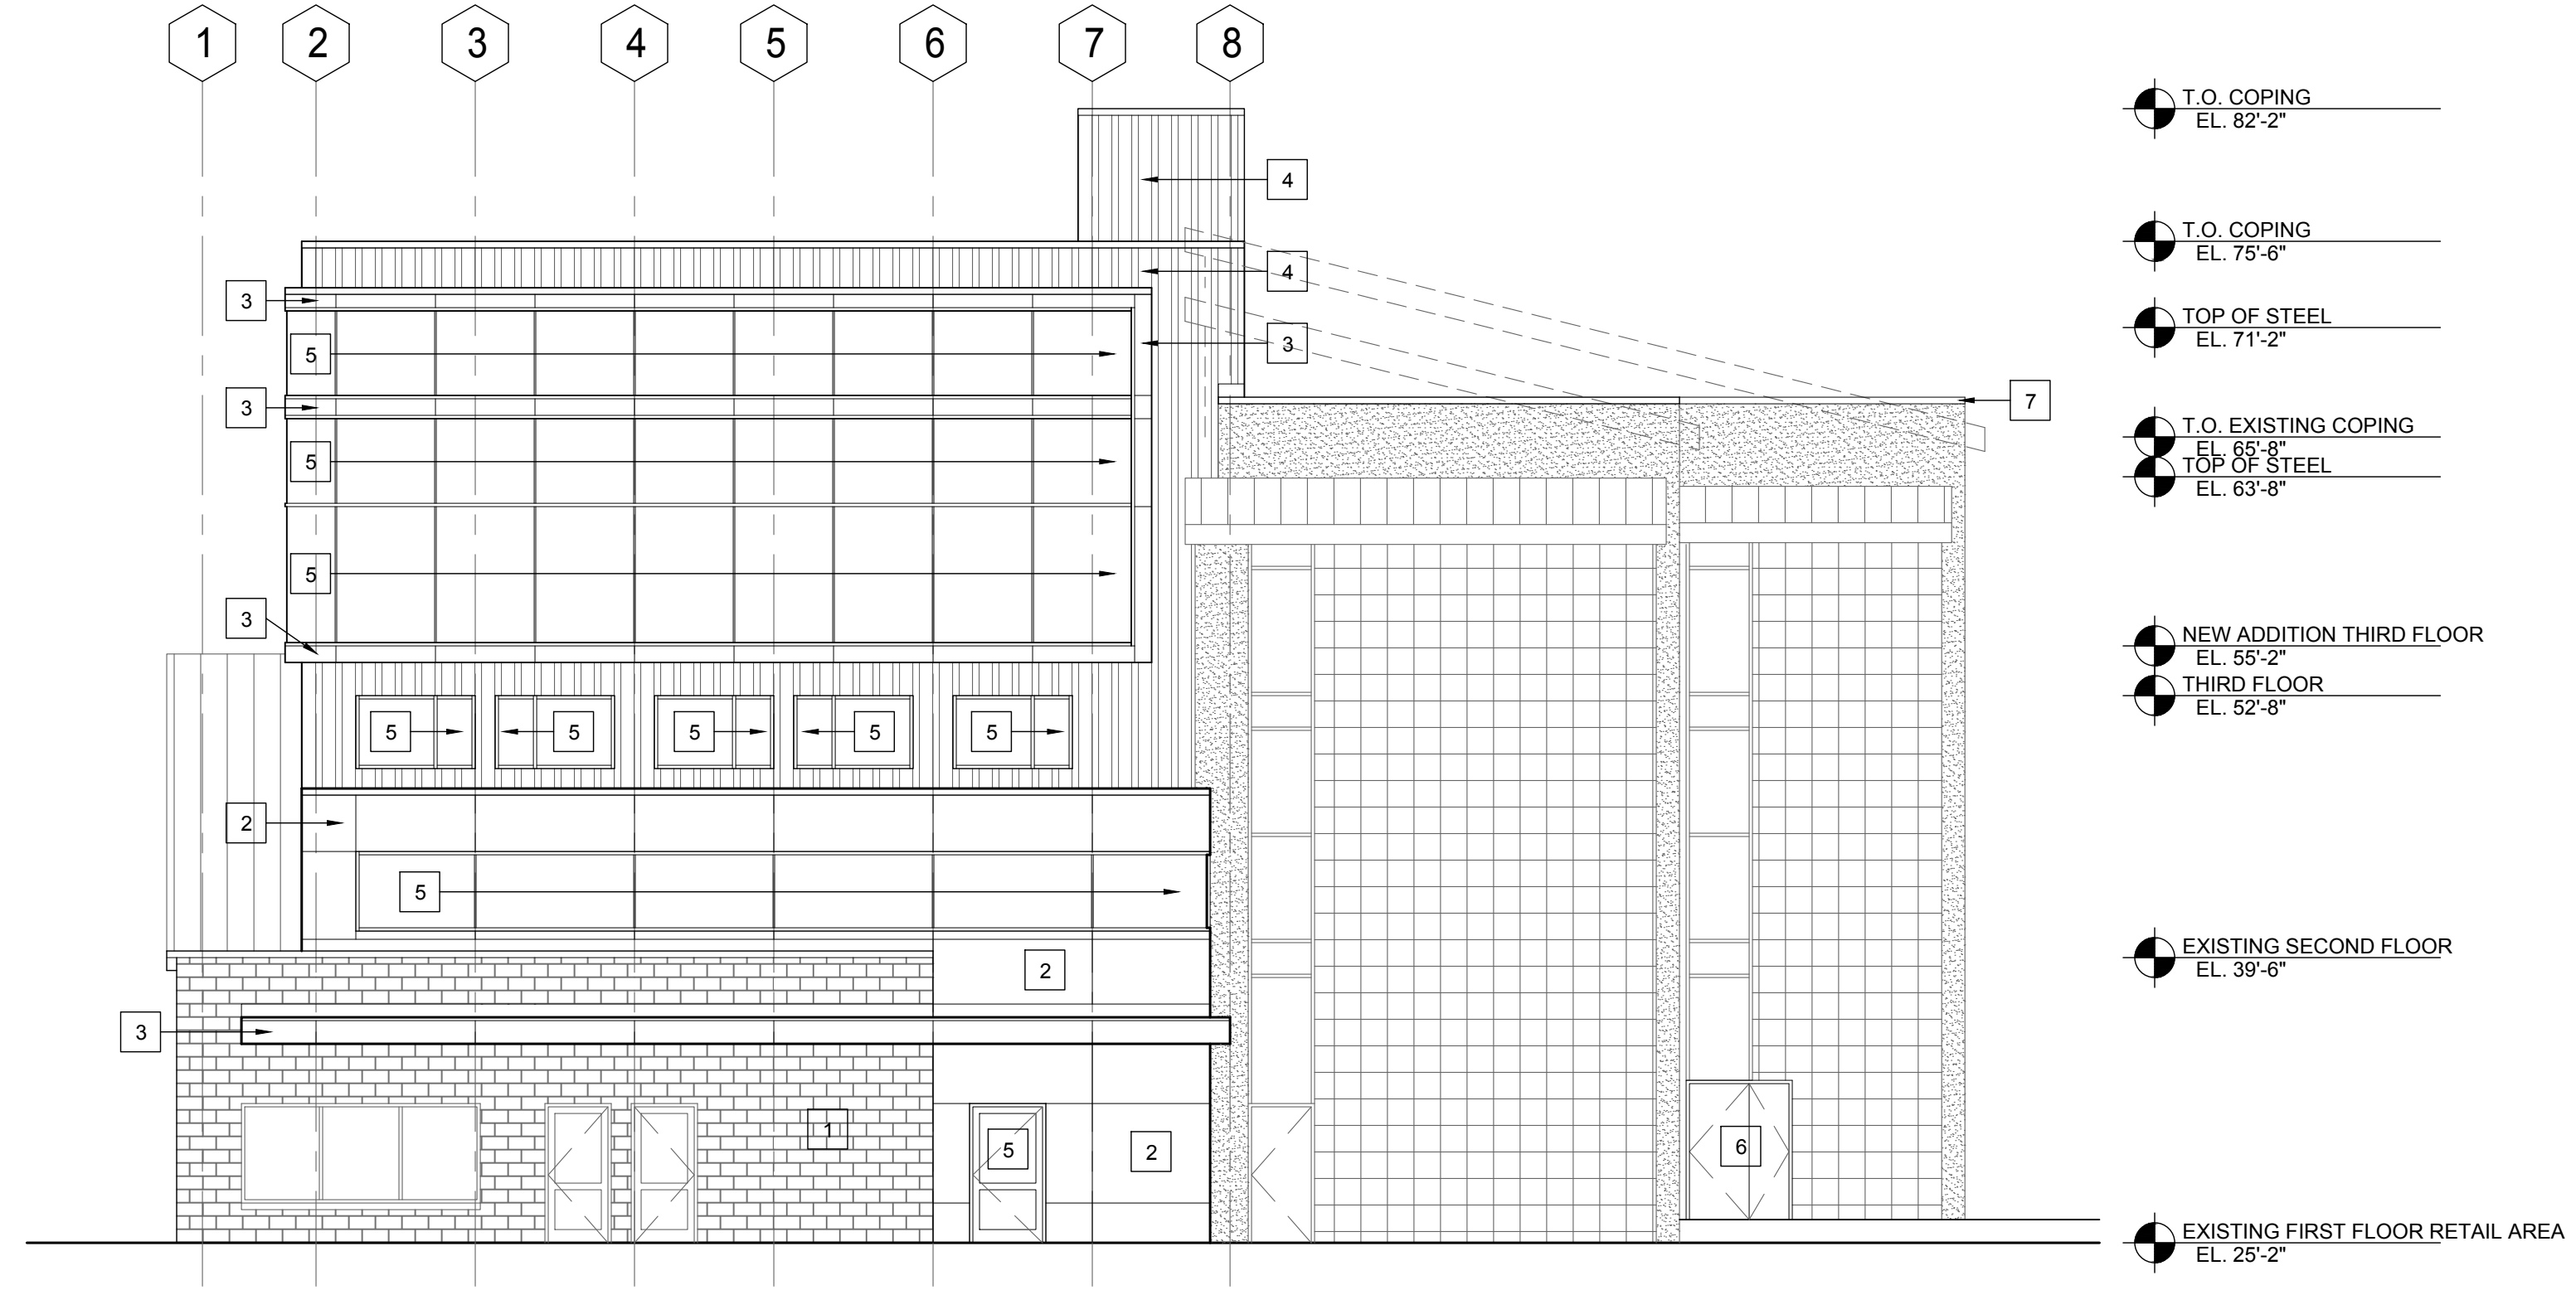 1 2 3 4 5 6 7 8
T.O. COPING
EL. 82'-2"
4
T.O. COPING
EL. 75'-6"
4
3
TOP OF STEEL
EL. 71'-2"
3
5
3
7
T.O. EXISTING COPING
EL. 65'-8"
5
TOP OF STEEL
EL. 63'-8"
5
3
NEW ADDITION THIRD FLOOR
EL. 55'-2"
THIRD FLOOR
EL. 52'-8"
5 5 5 5 5
2
5
EXISTING SECOND FLOOR
EL. 39'-6"
2
3
1
5
2
6
EXISTING FIRST FLOOR RETAIL AREA
EL. 25'-2"